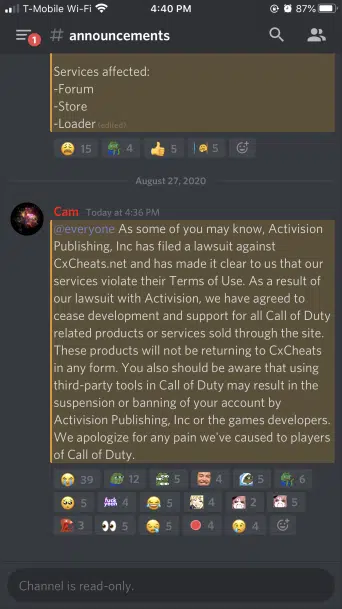 T-Mobile Wi-Fi
4:40 PM
87%
1
# announcements
Services affected:
-Forum
-Store
-Loader (edited)
15 4 5 5
August 27, 2020
Cam Today at 4:36 PM
@everyone As some of you may know, Activision
Publishing, Inc has filed a lawsuit against
CxCheats.net and has made it clear to us that our
services violate their Terms of Use. As a result of
our lawsuit with Activision, we have agreed to
cease development and support for all Call of Duty
related products or services sold through the site.
These products will not be returning to CxCheats
in any form. You also should be aware that using
third-party tools in Call of Duty may result in the
suspension or banning of your account by
Activision Publishing, Inc or the games developers.
We apologize for any pain we've caused to players
of Call of Duty.
39 12 5 4 5 6
5 fuck yeah 4 5 4 2 5
3 5 5 4 4
Channel is read-only.